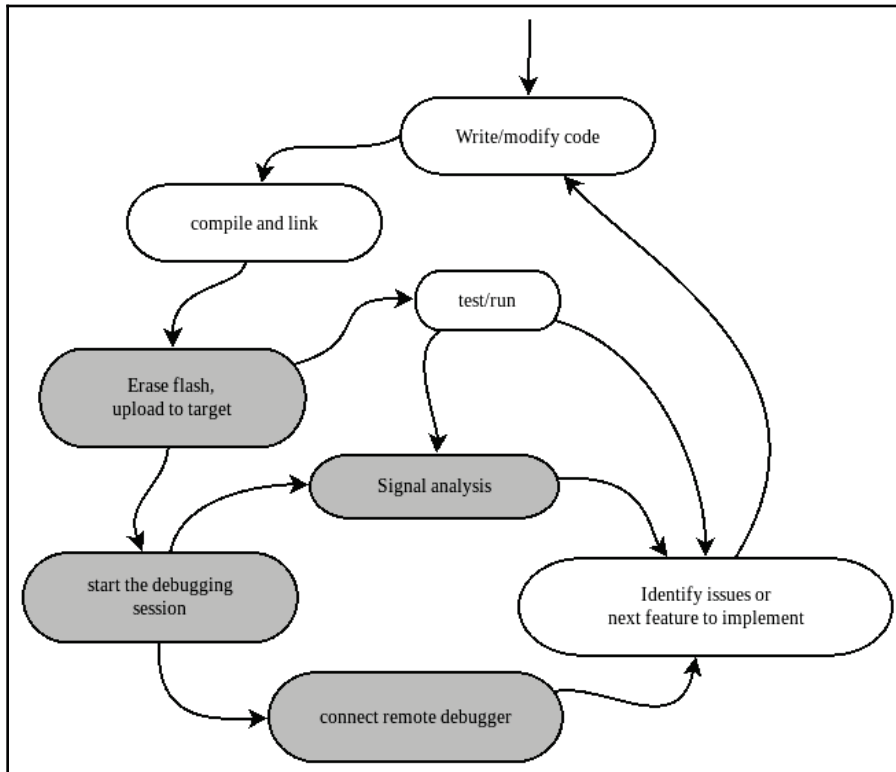 Write/modify code
compile and link
test/run
Erase flash,
upload to target
Signal analysis
start the debugging
session
Identify issues or
next feature to implement
connect remote debugger